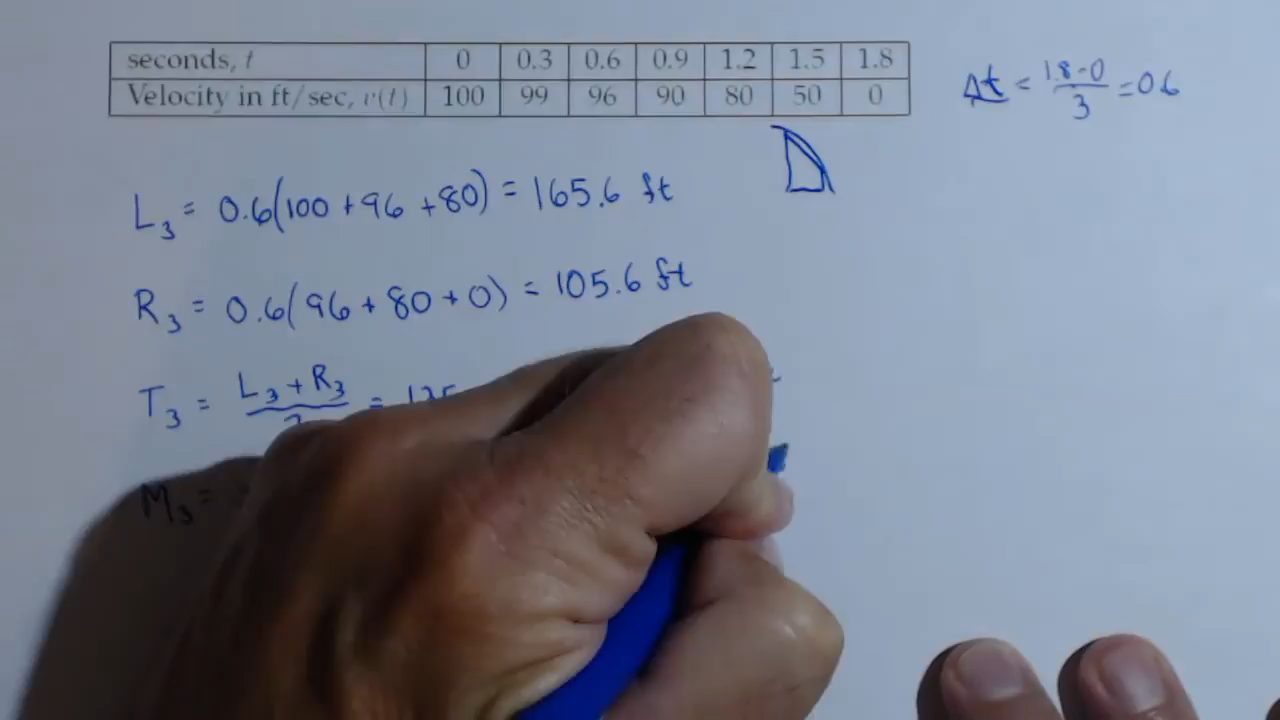 seconds, t 0 0.3 0.6 0.9 1.2 1.5 1.8
Velocity in ft/sec, v(t) 100 99 96 90 80 50 0
Δt = 1.8-0 / 3 = 0.6
L3 = 0.6(100 + 96 + 80) = 165.6 ft
R3 = 0.6(96 + 80 + 0) = 105.6 ft
T3 = L3 + R3 / 2 =
M3 =